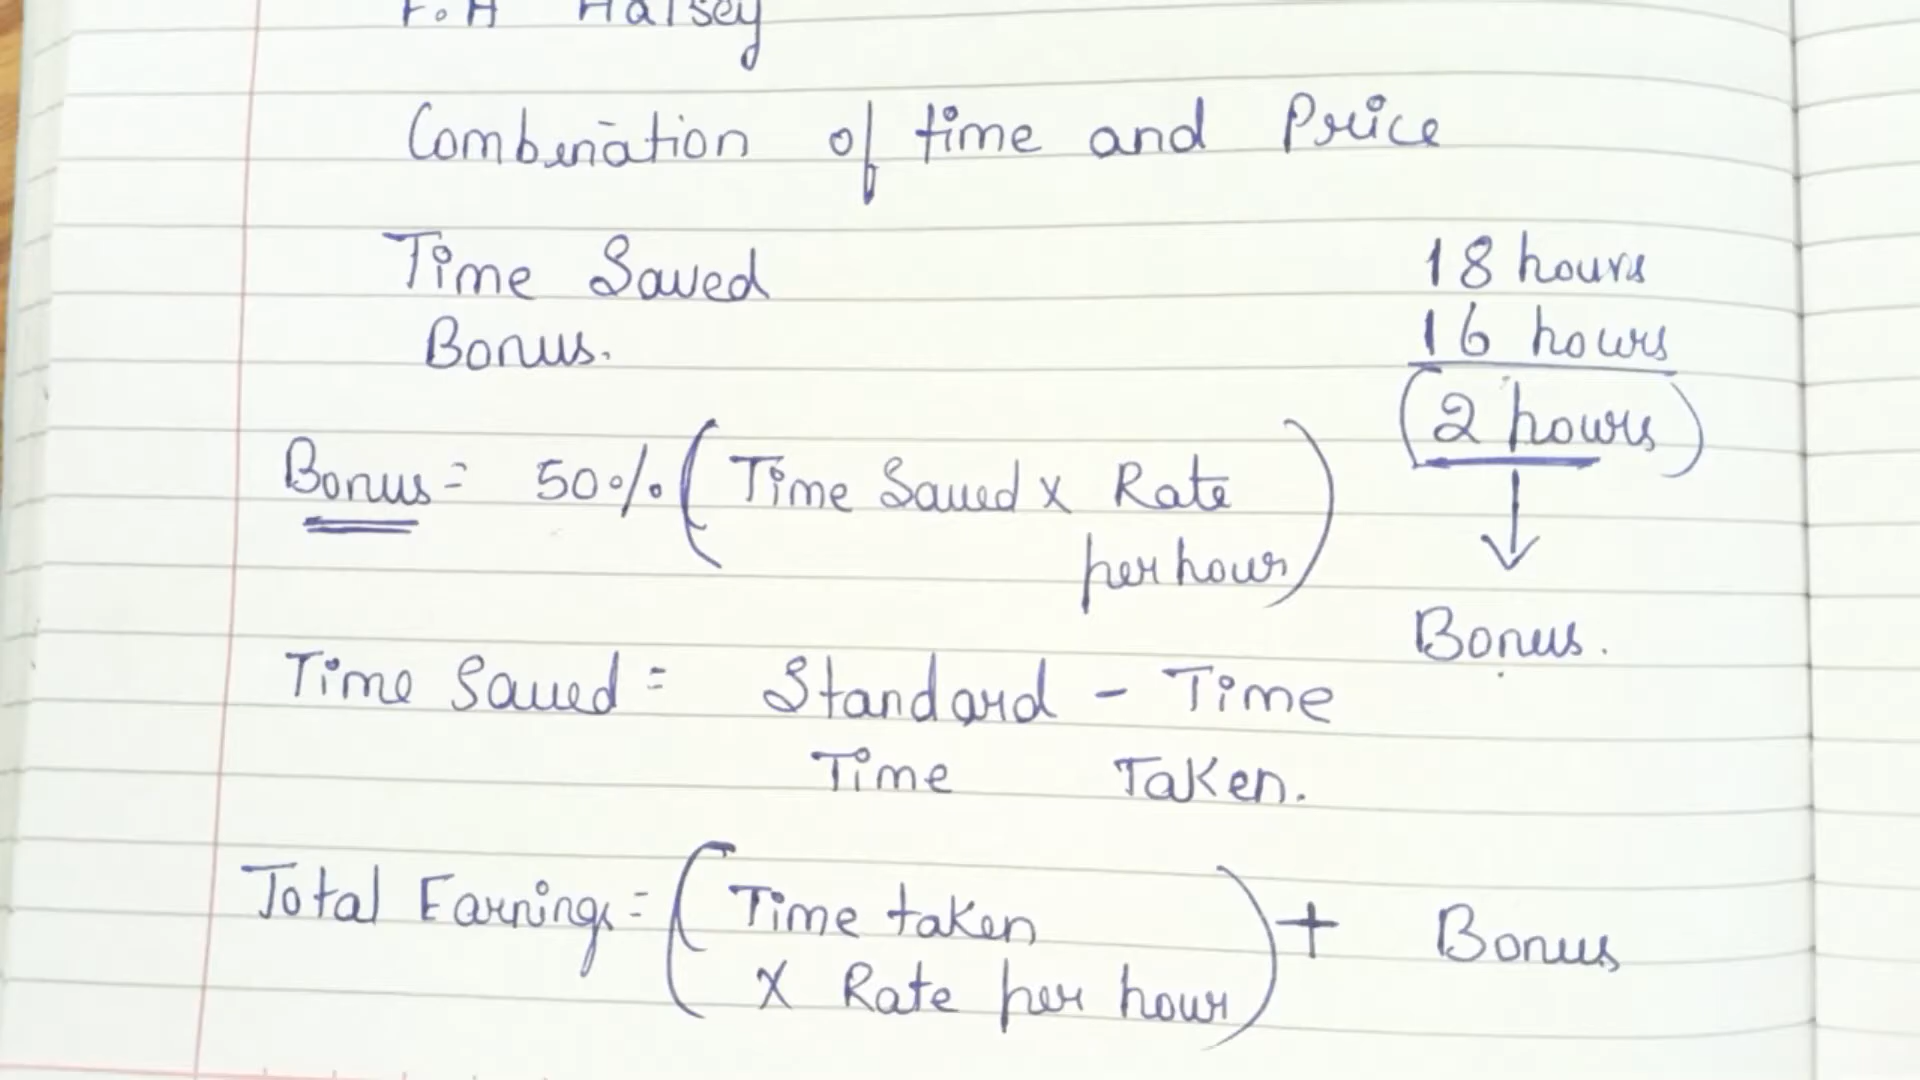 F.A Halsey
Combination of time and Price
Time Saved
Bonus.
18 hours
16 hours
(2 hours)
Bonus.
Bonus = 50% (Time Saved x Rate
per hour)
Time Saved = Standard - Time
Time Taken.
Total Earnings = (Time taken
x Rate per hour) + Bonus